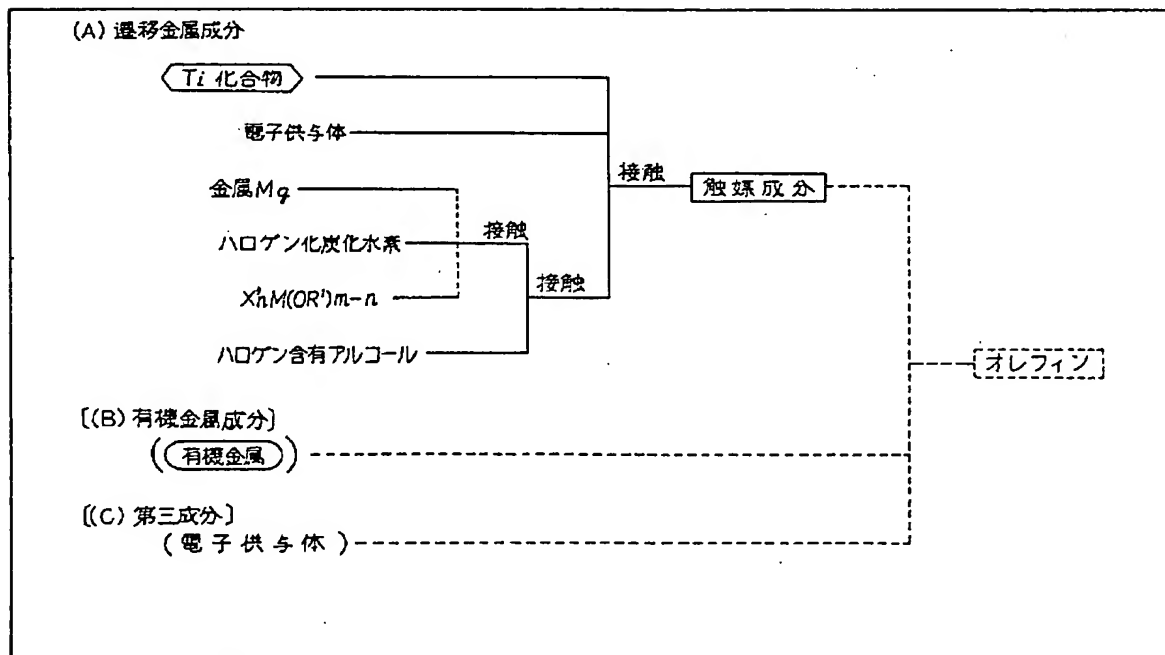 (A) 遷移金属成分
Ti 化合物
電子供与体
金属Mg
接触
触媒成分
ハロゲン化炭化水素
接触
接触
XnM(OR')m-n
ハロゲン含有アルコール
オレフィン
[(B) 有機金属成分]
(有機金属)
[(C) 第三成分]
(電子供与体)